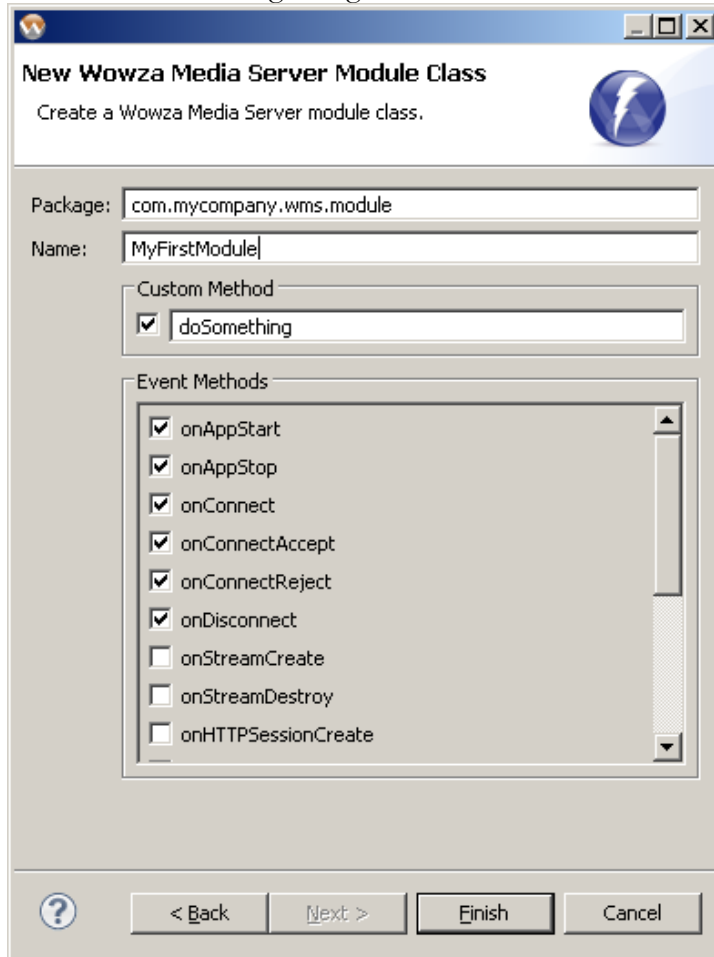 New Wowza Media Server Module Class
Create a Wowza Media Server module class.
Package: com.mycompany.wms.module
Name: MyFirstModule
Custom Method
doSomething
Event Methods
onAppStart
onAppStop
onConnect
onConnectAccept
onConnectReject
onDisconnect
onStreamCreate
onStreamDestroy
onHTTPSessionCreate
? < Back Next > Finish Cancel